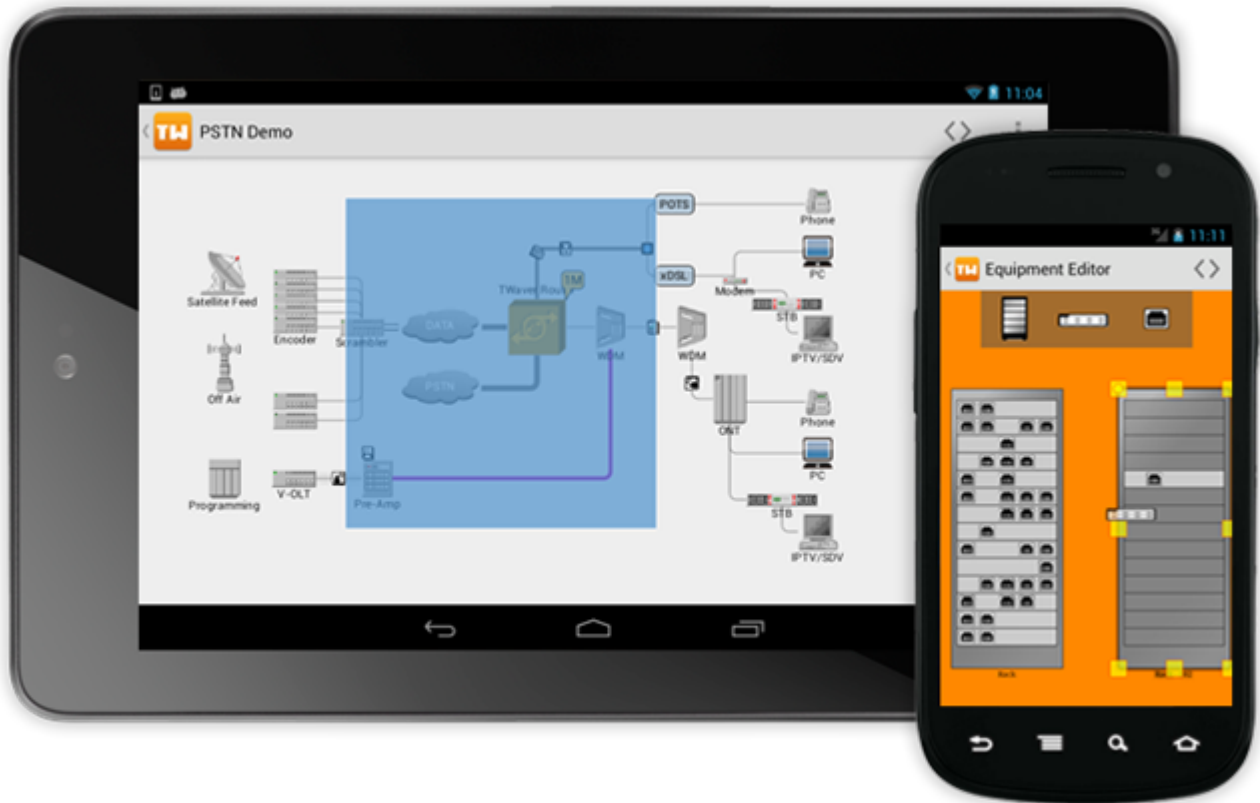 11:04
TW PSTN Demo
POTS
Phone
PC
1M
xDSL
Satellite Feed
Modem
STB
Encoder
Scrambler
DATA
WDM
WDM
IPTV/SDV
Off Air
PSTN
Phone
ONT
PC
V-OLT
Programming
Pre-Amp
STB
IPTV/SDV
11:11
TW Equipment Editor
Rack